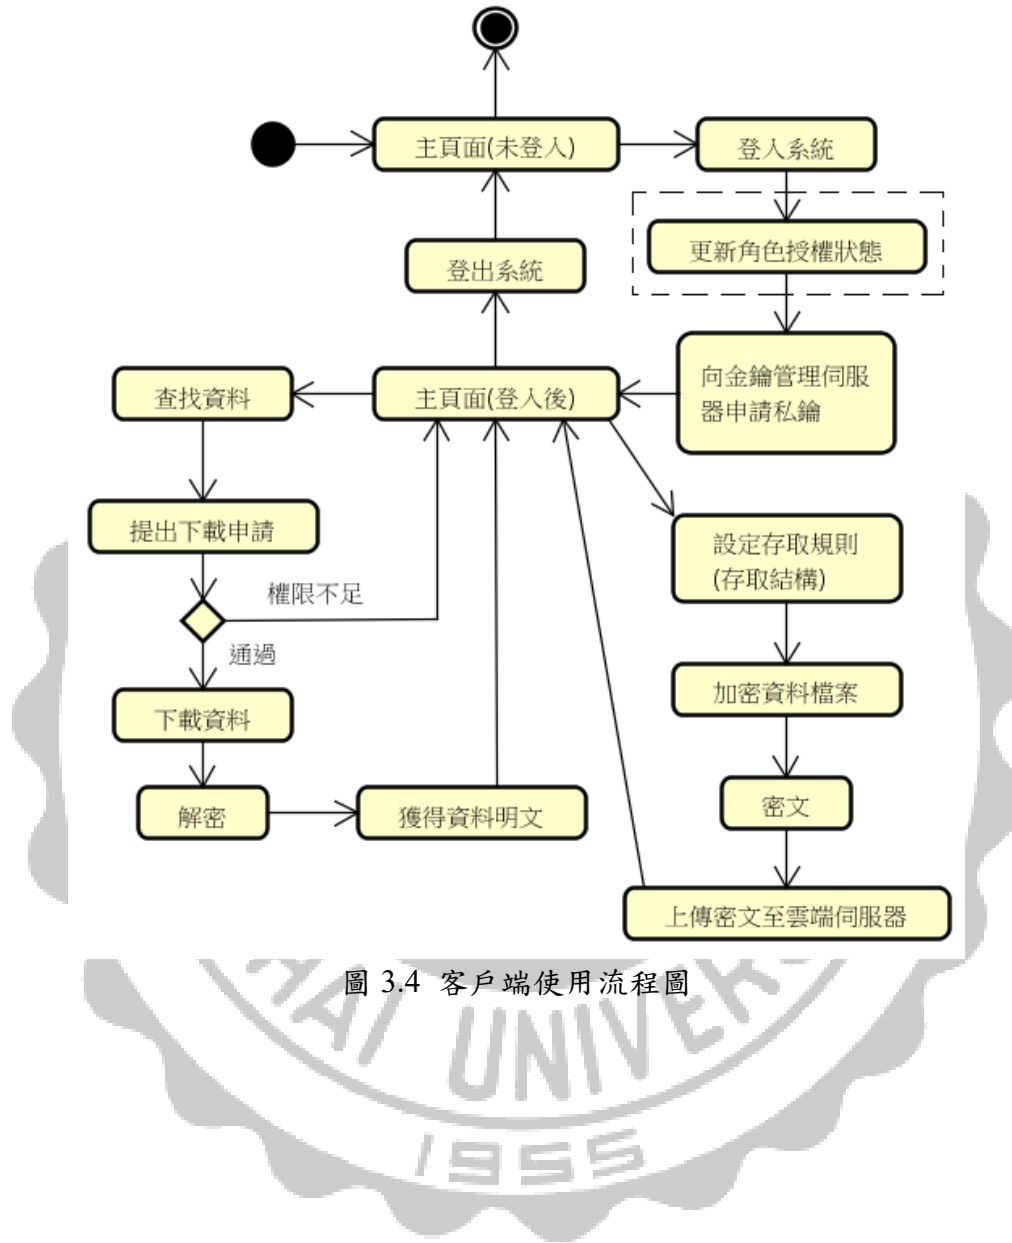 主頁面(未登入)
登入系統
更新角色授權狀態
登出系統
向金鑰管理伺服
器申請私鑰
查找資料
主頁面(登入後)
提出下載申請
設定存取規則
(存取結構)
權限不足
通過
下載資料
加密資料檔案
解密
獲得資料明文
密文
上傳密文至雲端伺服器
圖 3.4 客戶端使用流程圖
HAI UNIVER
1955